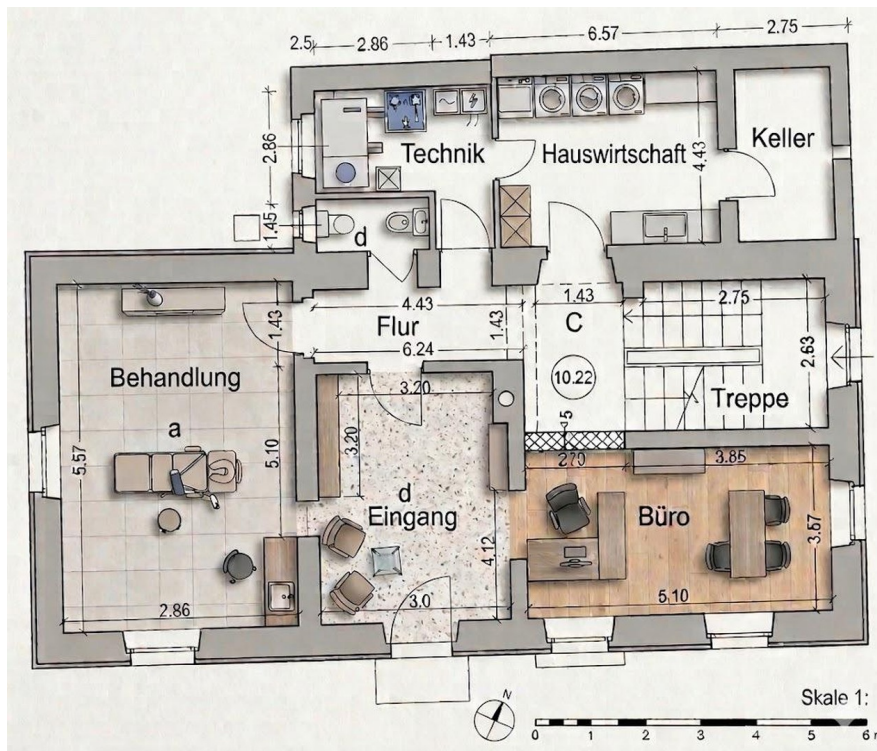 2.5
2.86
1.43
6.57
2.75
2.86
Technik
Hauswirtschaft
4.43
Keller
1.45
d
4.43
1.43
2.75
1.43
Flur
1.43
C
6.24
2.63
10.22
Behandlung
3.20
Treppe
a
5.57
5.10
3.20
5
2.70
3.85
d
Eingang
Büro
4.12
3.57
2.86
3.0
5.10
N
Skale 1:
0 1 2 3 4 5 6